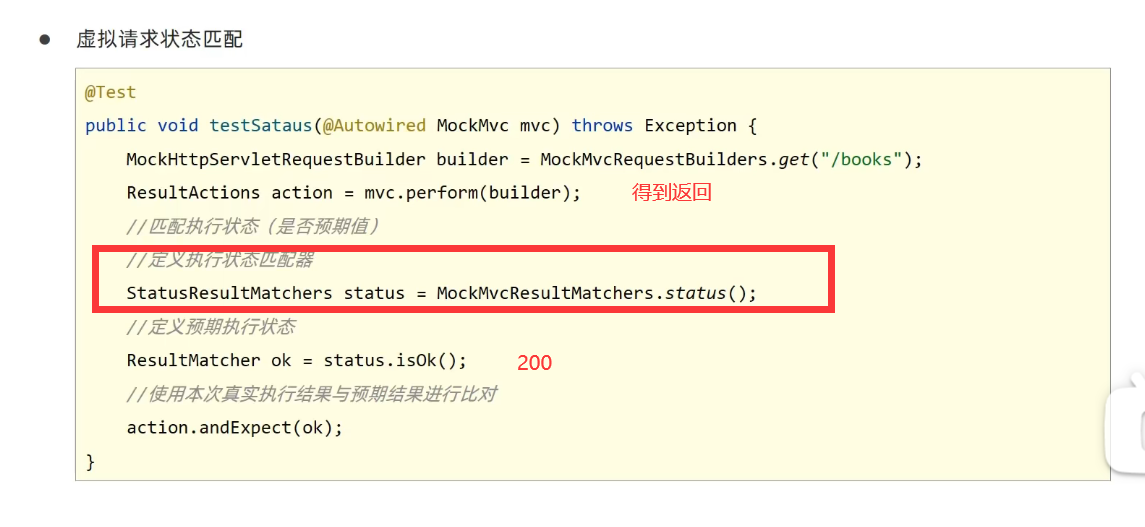 ● 虚拟请求状态匹配
@Test
public void testSataus(@Autowired MockMvc mvc) throws Exception {
MockHttpServletRequestBuilder builder = MockMvcRequestBuilders.get("/books");
ResultActions action = mvc.perform(builder); 得到返回
//匹配执行状态（是否预期值）
//定义执行状态匹配器
StatusResultMatchers status = MockMvcResultMatchers.status();
//定义预期执行状态
ResultMatcher ok = status.isOk(); 200
//使用本次真实执行结果与预期结果进行比对
action.andExpect(ok);
}